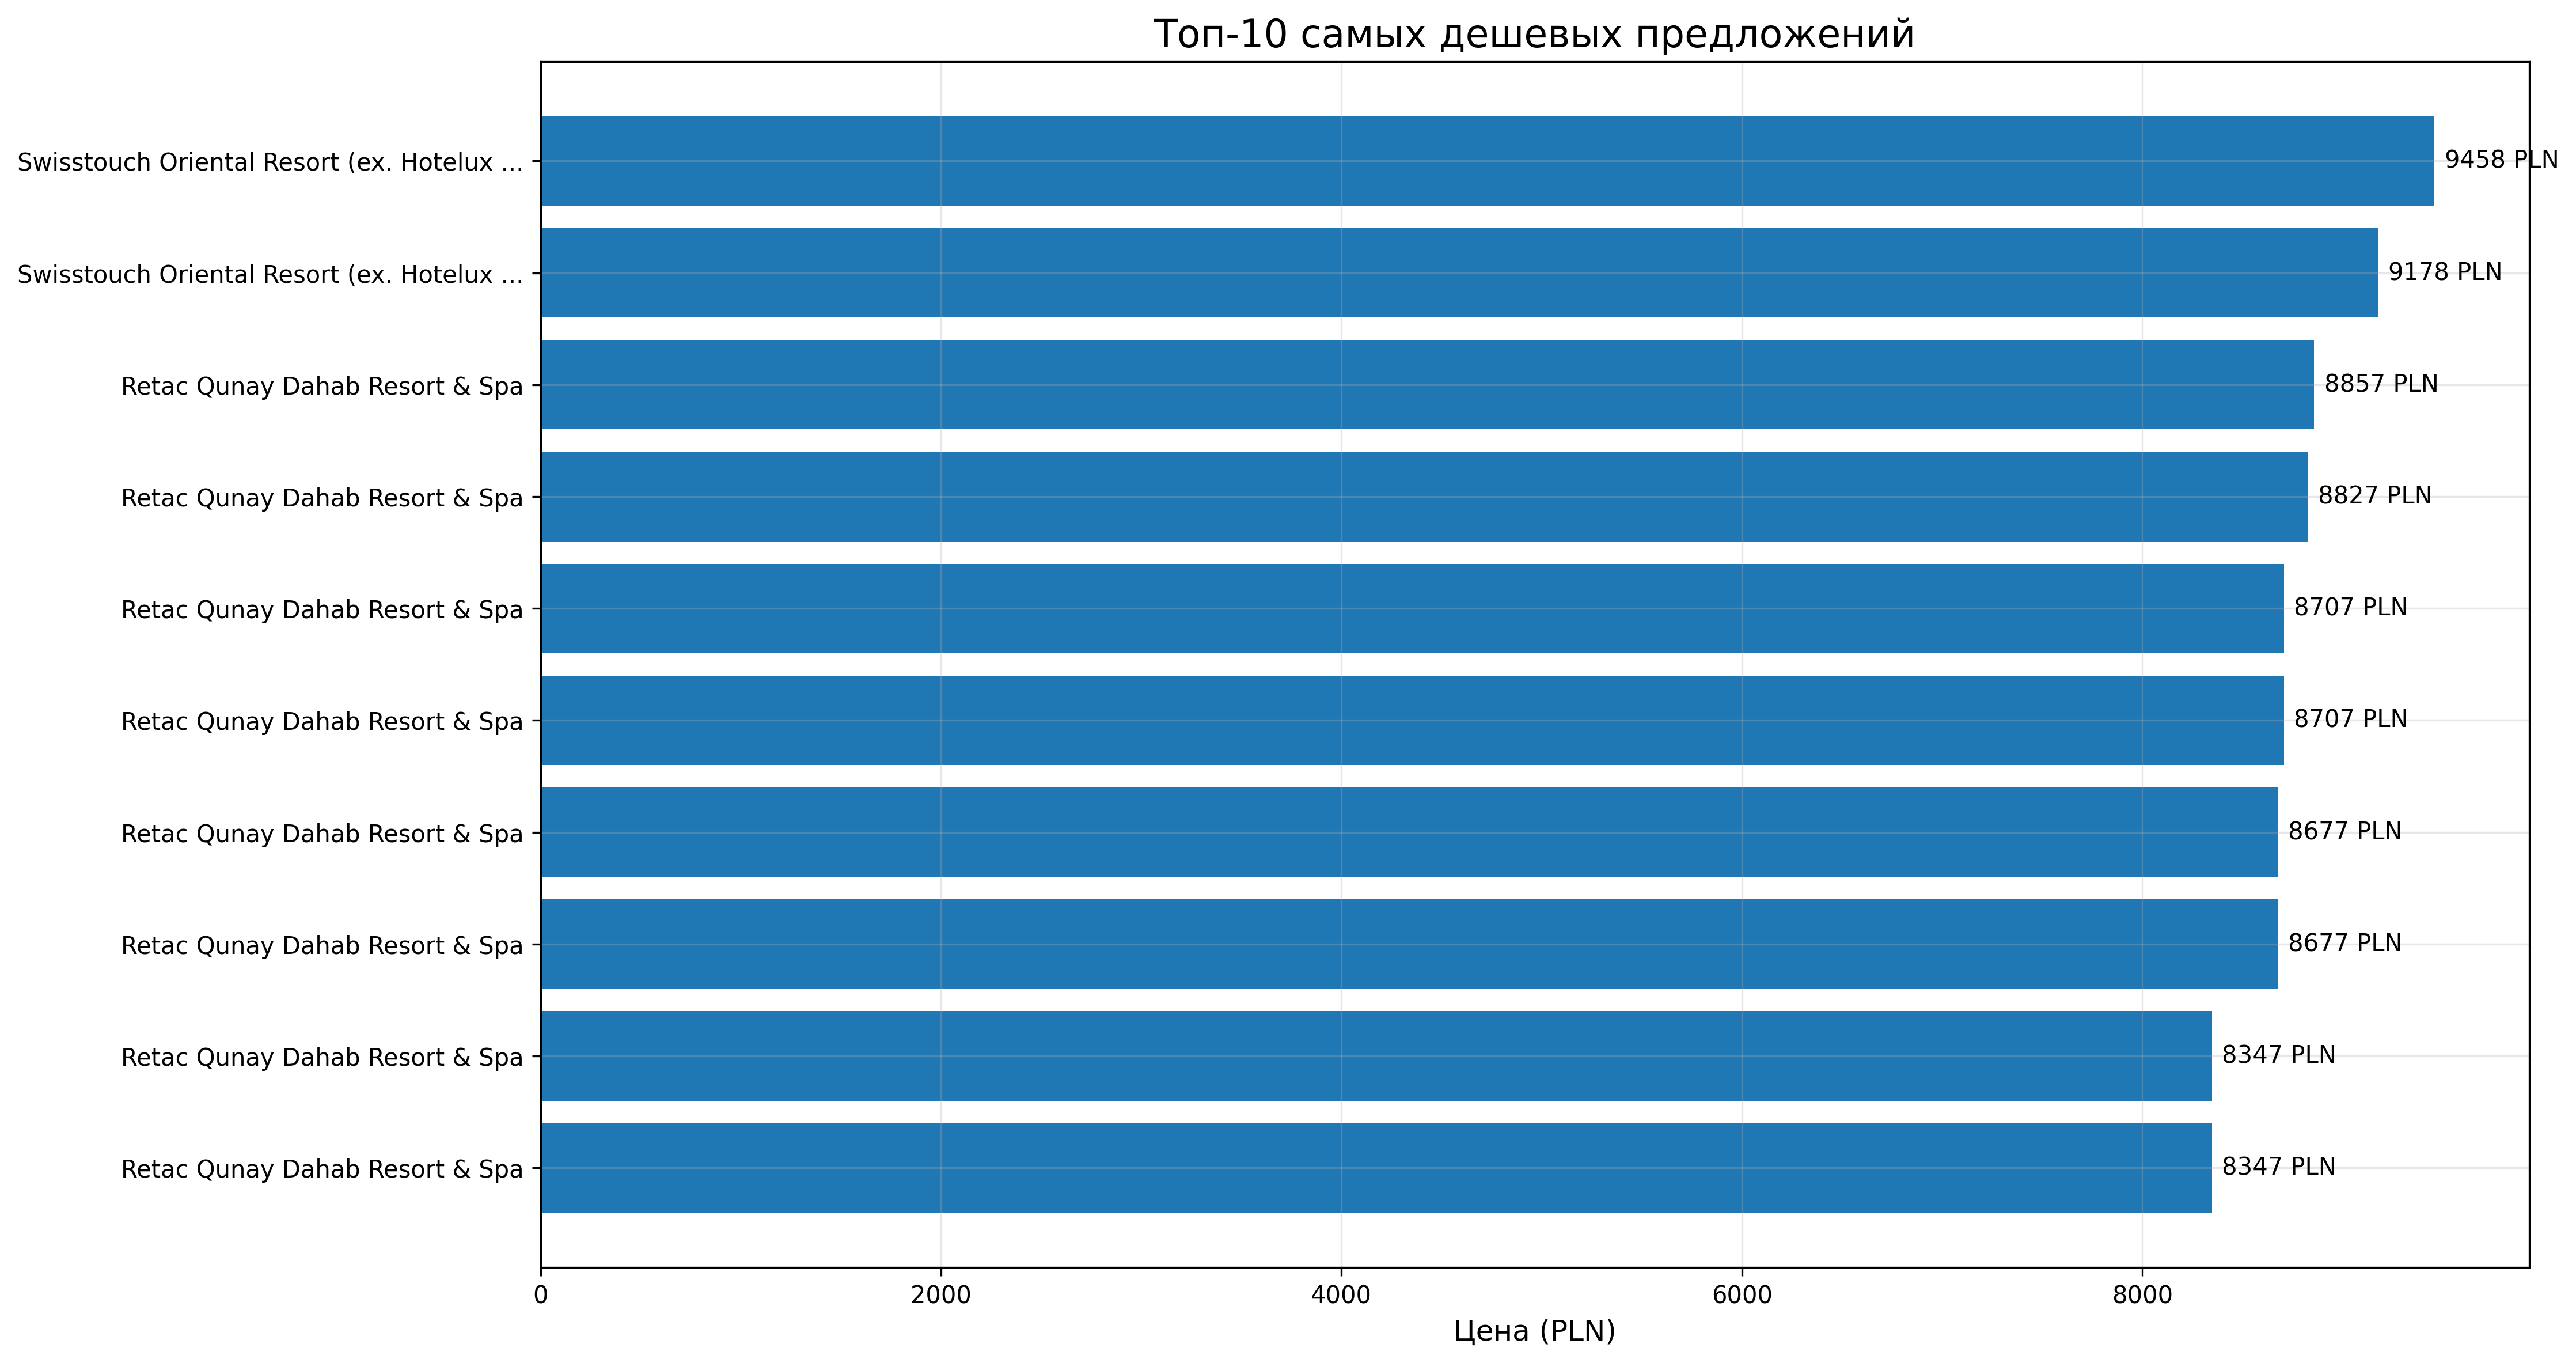 Топ-10 самых дешевых предложений
Swisstouch Oriental Resort (ex. Hotelux ... 9458 PLN
Swisstouch Oriental Resort (ex. Hotelux ... 9178 PLN
Retac Qunay Dahab Resort & Spa 8857 PLN
Retac Qunay Dahab Resort & Spa 8827 PLN
Retac Qunay Dahab Resort & Spa 8707 PLN
Retac Qunay Dahab Resort & Spa 8707 PLN
Retac Qunay Dahab Resort & Spa 8677 PLN
Retac Qunay Dahab Resort & Spa 8677 PLN
Retac Qunay Dahab Resort & Spa 8347 PLN
Retac Qunay Dahab Resort & Spa 8347 PLN
0 2000 4000 6000 8000
Цена (PLN)